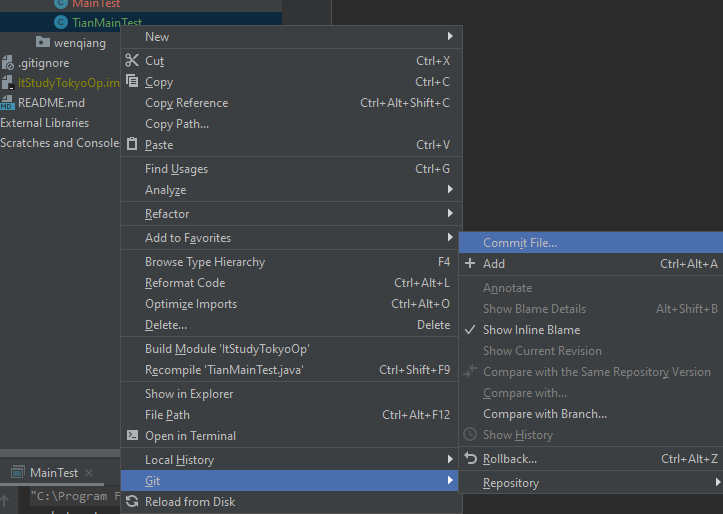 MainTest
TianMainTest
wenqiang
.gitignore
ItStudyTokyoOp.im
README.md
External Libraries
Scratches and Console
New
Cut Ctrl+X
Copy Ctrl+C
Copy Reference Ctrl+Alt+Shift+C
Copy Path...
Paste Ctrl+V
Find Usages Ctrl+G
Analyze
Refactor
Add to Favorites
Browse Type Hierarchy F4
Reformat Code Ctrl+Alt+L
Optimize Imports Ctrl+Alt+O
Delete... Delete
Build Module 'ItStudyTokyoOp'
Recompile 'TianMainTest.java' Ctrl+Shift+F9
Show in Explorer
File Path Ctrl+Alt+F12
Open in Terminal
Local History
Git
Reload from Disk
Commit File...
Add Ctrl+Alt+A
Annotate
Show Blame Details Alt+Shift+B
Show Inline Blame
Show Current Revision
Compare with the Same Repository Version
Compare with...
Compare with Branch...
Show History
Rollback... Ctrl+Alt+Z
Repository
MainTest
"C:\Program F